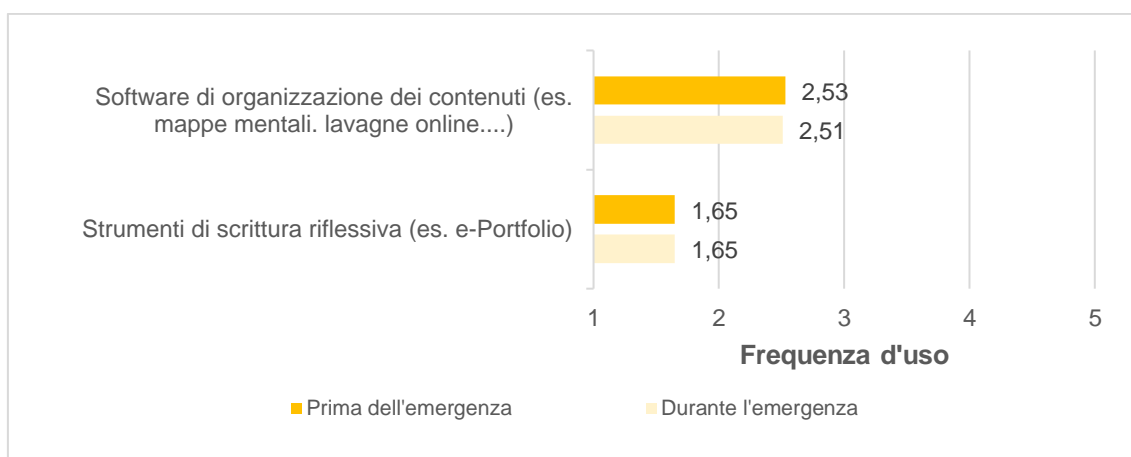 Software di organizzazione dei contenuti (es.
mappe mentali. lavagne online....)
2,53
2,51
Strumenti di scrittura riflessiva (es. e-Portfolio)
1,65
1,65
1 2 3 4 5
Frequenza d'uso
Prima dell'emergenza Durante l'emergenza